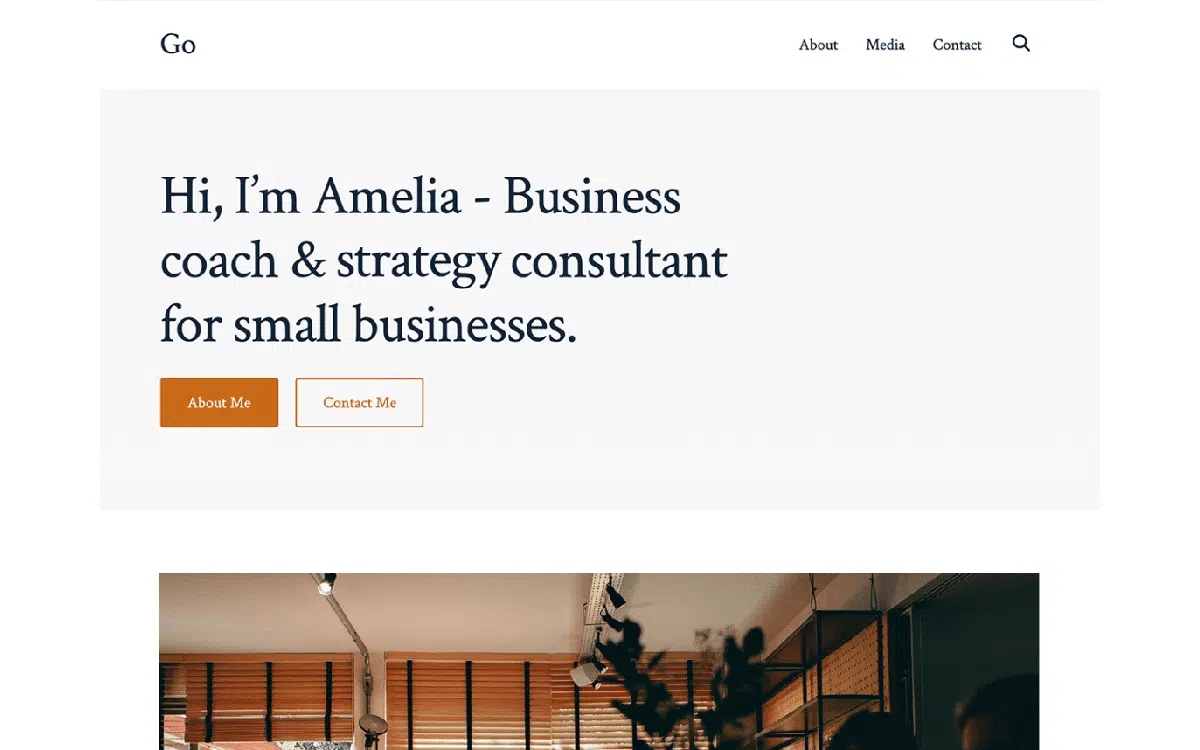 Go
About
Media
Contact
Hi, I’m Amelia - Business
coach & strategy consultant
for small businesses.
About Me
Contact Me